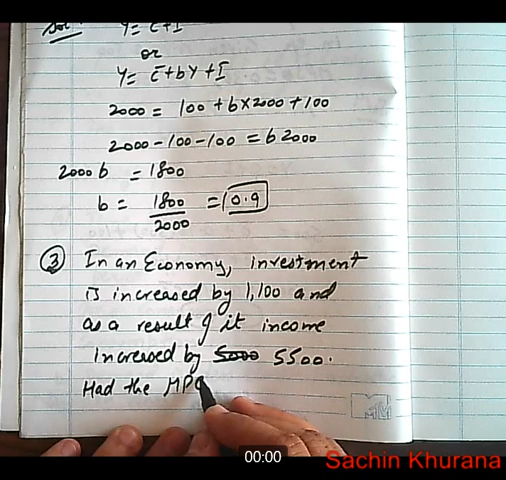 Sol:
Y = C + I
or
Y = C̄ + bY + I
2000 = 100 + b × 2000 + 100
2000 - 100 - 100 = b 2000
2000 b = 1800
b = 1800 / 2000 = 0.9
③ In an Economy, investment
is increased by 1,100 and
as a result of it income
increased by 5000 5500.
Had the MPC
00:00
Sachin Khurana